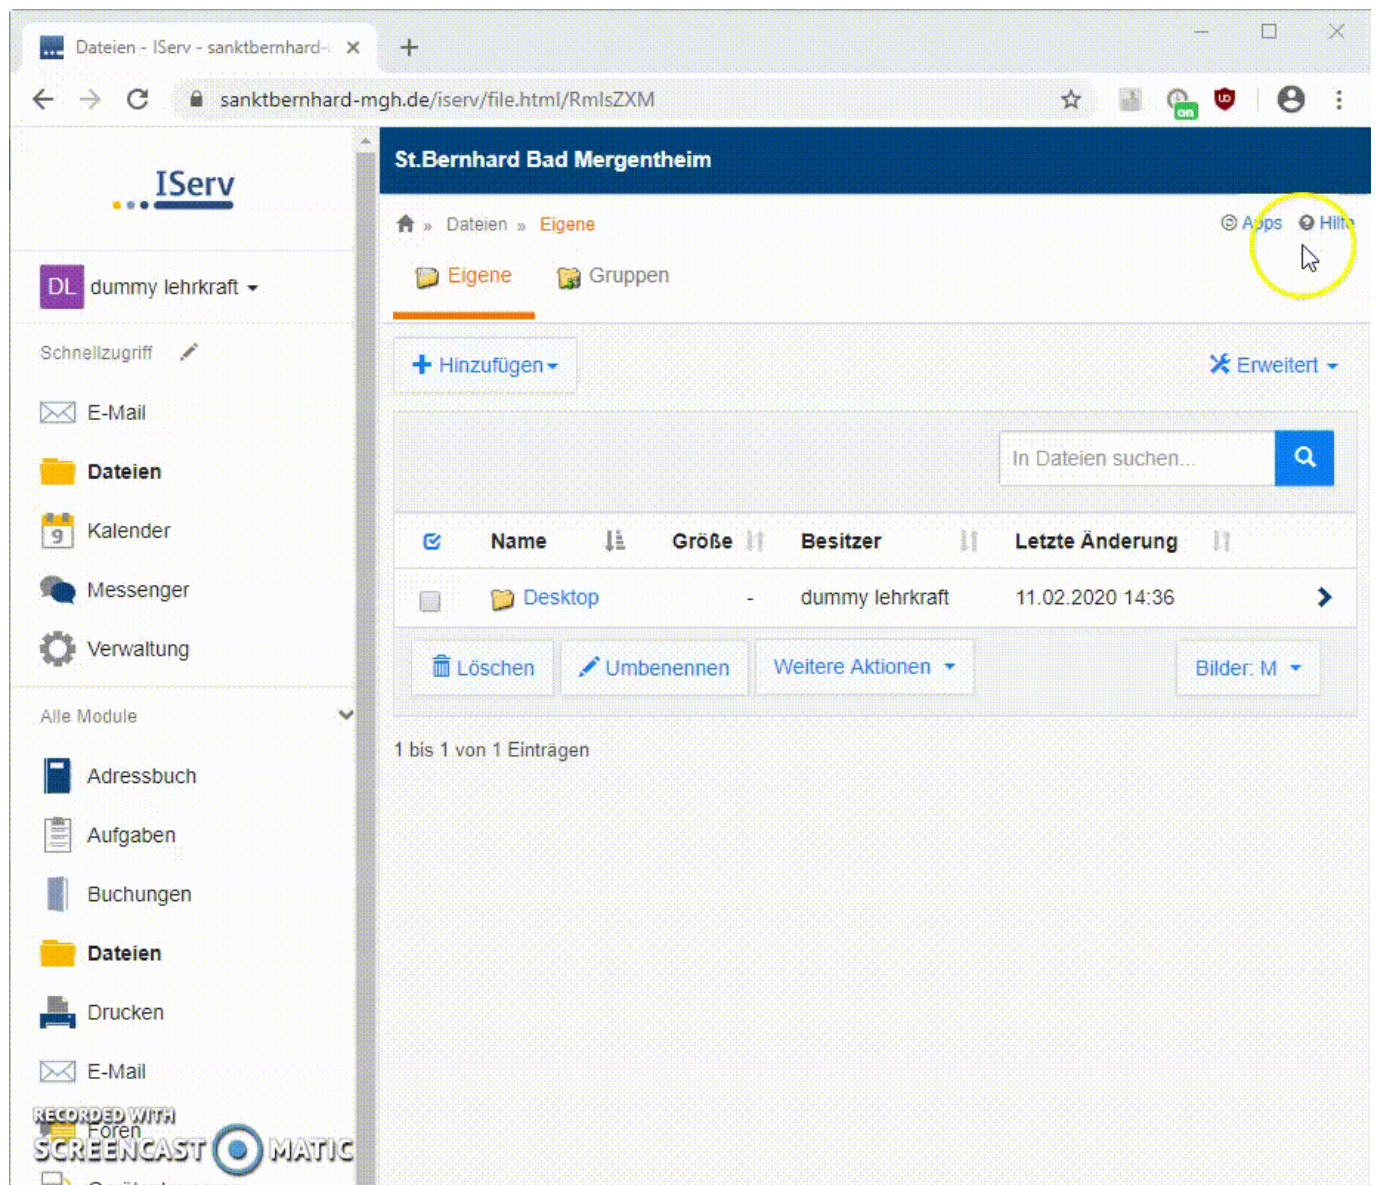 Dateien - IServ - sanktbernhard-
sanktbernhard-mgh.de/iserv/file.html/RmlsZXM
on
IServ
St.Bernhard Bad Mergentheim
» Dateien » Eigene
Apps Hilfe
Eigene Gruppen
DL dummy lehrkraft
Schnellzugriff
Hinzufügen
Erweitert
E-Mail
Dateien
In Dateien suchen...
9 Kalender
Name Größe Besitzer Letzte Änderung
Messenger
Desktop - dummy lehrkraft 11.02.2020 14:36
Verwaltung
Löschen Umbenennen Weitere Aktionen Bilder: M
Alle Module
1 bis 1 von 1 Einträgen
Adressbuch
Aufgaben
Buchungen
Dateien
Drucken
E-Mail
RECORDED WITH
Foren
SCREENCAST MATIC